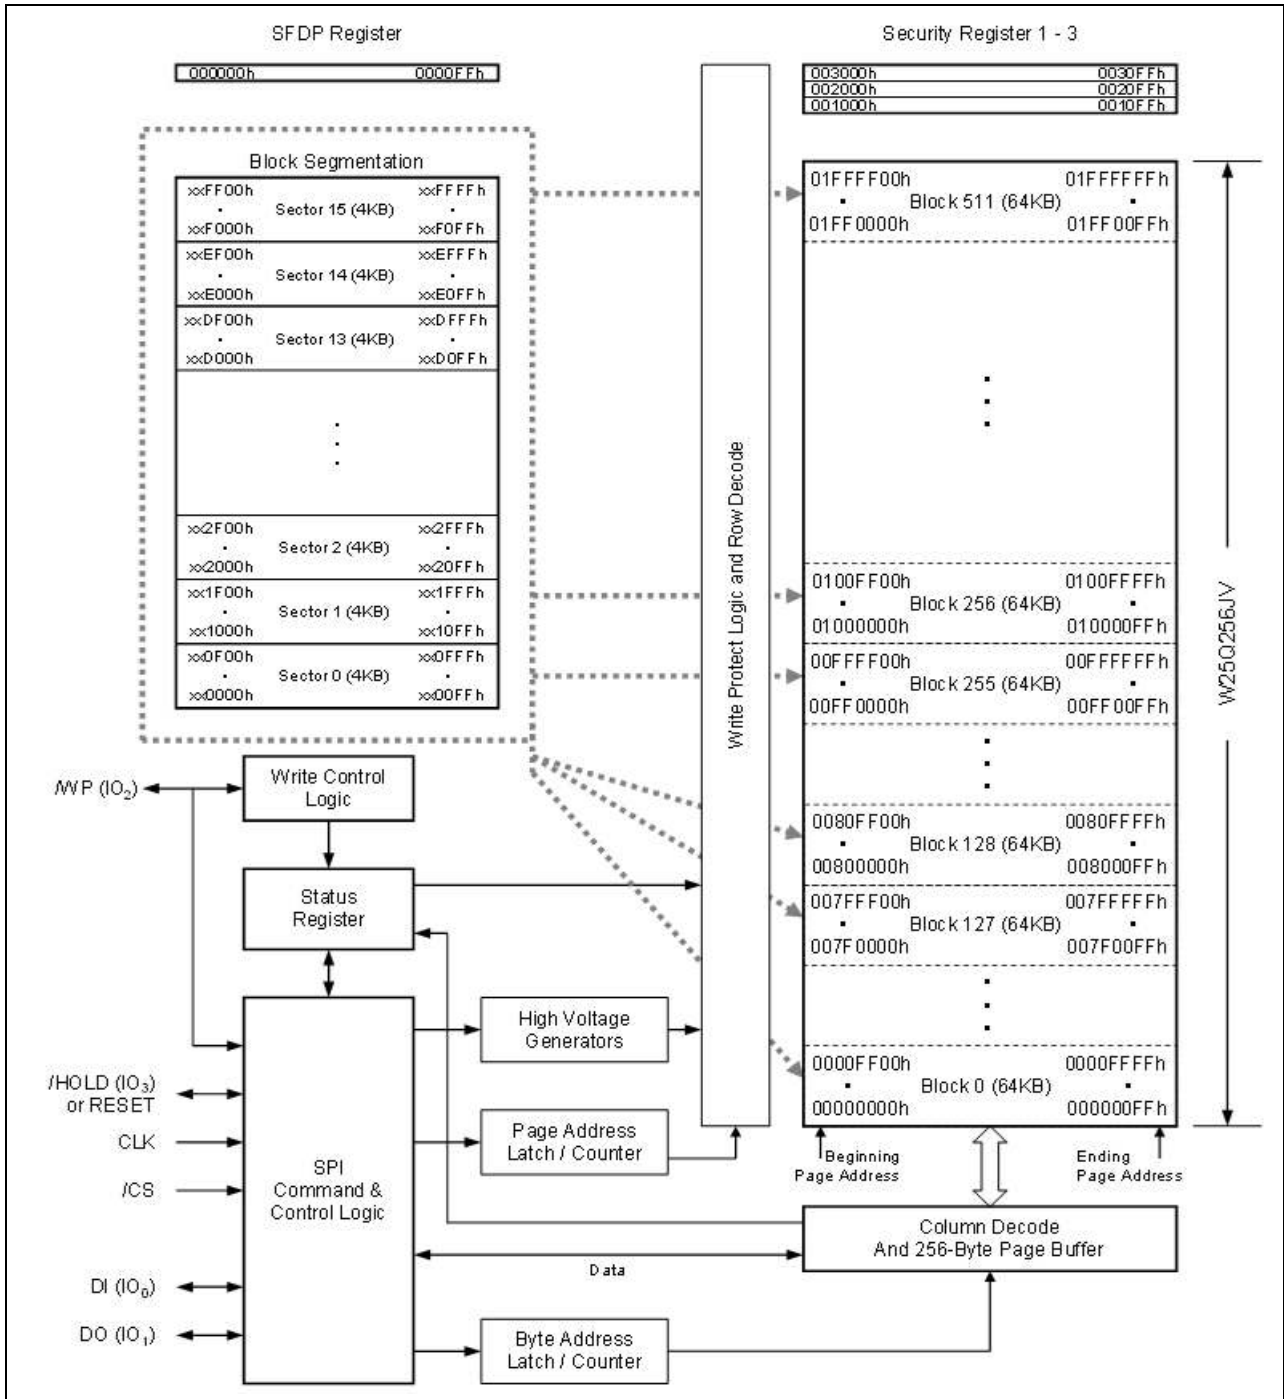 SFDP Register
000000h 0000FFh
Block Segmentation
xxFF00h xxFFFFh
Sector 15 (4KB)
xxF000h xxF0FFh
xxEF00h xxEFFFh
Sector 14 (4KB)
xxE000h xxE0FFh
xxDF00h xxDFFFh
Sector 13 (4KB)
xxD000h xxD0FFh
xx2F00h xx2FFFh
Sector 2 (4KB)
xx2000h xx20FFh
xx1F00h xx1FFFh
Sector 1 (4KB)
xx1000h xx10FFh
xx0F00h xx0FFFh
Sector 0 (4KB)
xx0000h xx00FFh
Security Register 1 - 3
003000h 0030FFh
002000h 0020FFh
001000h 0010FFh
01FFFF00h 01FFFFFFh
Block 511 (64KB)
01FF0000h 01FF00FFh
0100FF00h 0100FFFFh
Block 256 (64KB)
01000000h 010000FFh
00FFFF00h 00FFFFFFh
Block 255 (64KB)
00FF0000h 00FF00FFh
0080FF00h 0080FFFFh
Block 128 (64KB)
00800000h 008000FFh
007FFF00h 007FFFFFh
Block 127 (64KB)
007F0000h 007F00FFh
0000FF00h 0000FFFFh
Block 0 (64KB)
00000000h 000000FFh
Beginning
Page Address
Ending
Page Address
W25Q256JV
Write Protect Logic and Row Decode
/WP (IO2)
Write Control
Logic
Status
Register
High Voltage
Generators
/HOLD (IO3)
or RESET
CLK
/CS
DI (IO0)
DO (IO1)
SPI
Command &
Control Logic
Page Address
Latch / Counter
Column Decode
And 256-Byte Page Buffer
Data
Byte Address
Latch / Counter